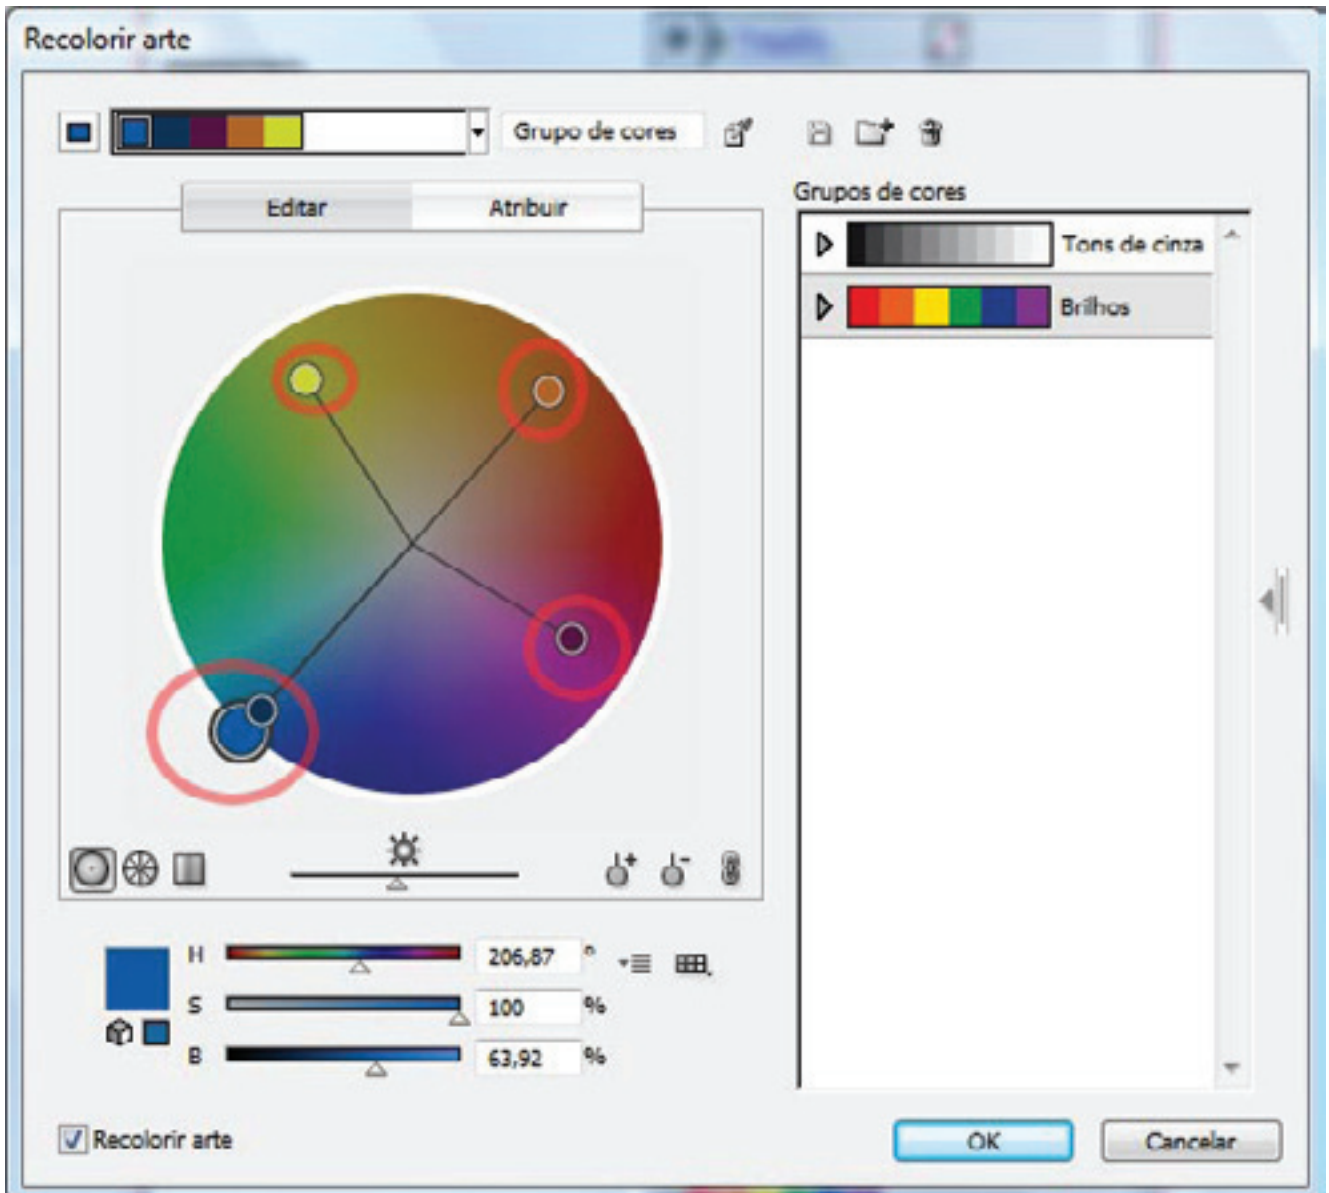 Recolorir arte
Grupo de cores
Editar
Atribuir
Grupos de cores
Tons de cinza
Brilhos
H 206,87 °
S 100 %
B 63,92 %
Recolorir arte
OK
Cancelar